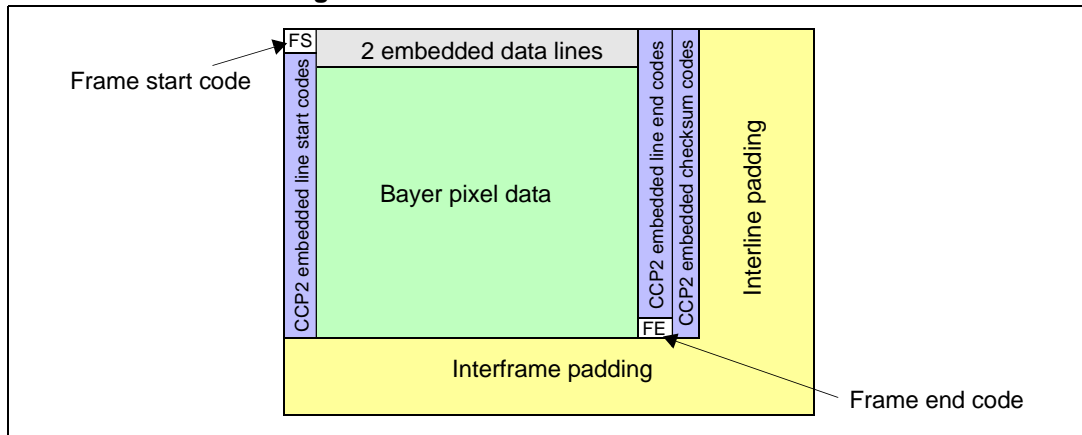 FS
2 embedded data lines
Frame start code
CCP2 embedded line start codes
Bayer pixel data
CCP2 embedded line end codes
CCP2 embedded checksum codes
Interline padding
FE
Interframe padding
Frame end code